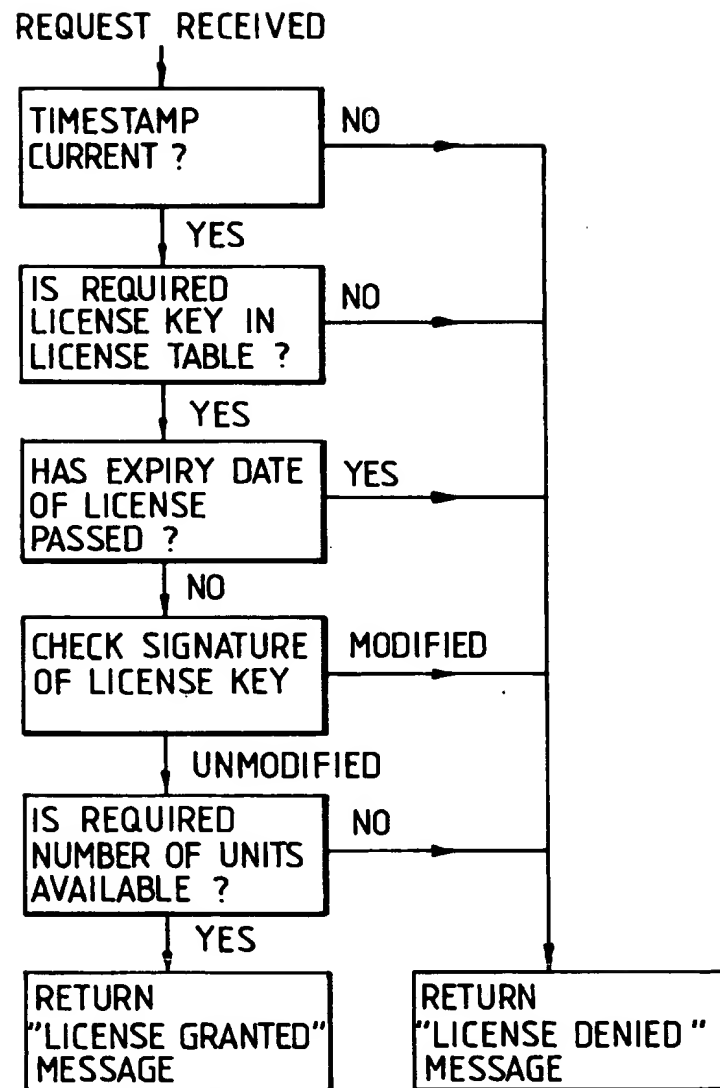 REQUEST RECEIVED
TIMESTAMP
CURRENT ?
NO
YES
IS REQUIRED
LICENSE KEY IN
LICENSE TABLE ?
NO
YES
HAS EXPIRY DATE
OF LICENSE
PASSED ?
YES
NO
CHECK SIGNATURE
OF LICENSE KEY
MODIFIED
UNMODIFIED
IS REQUIRED
NUMBER OF UNITS
AVAILABLE ?
NO
YES
RETURN
"LICENSE GRANTED"
MESSAGE
RETURN
"LICENSE DENIED"
MESSAGE